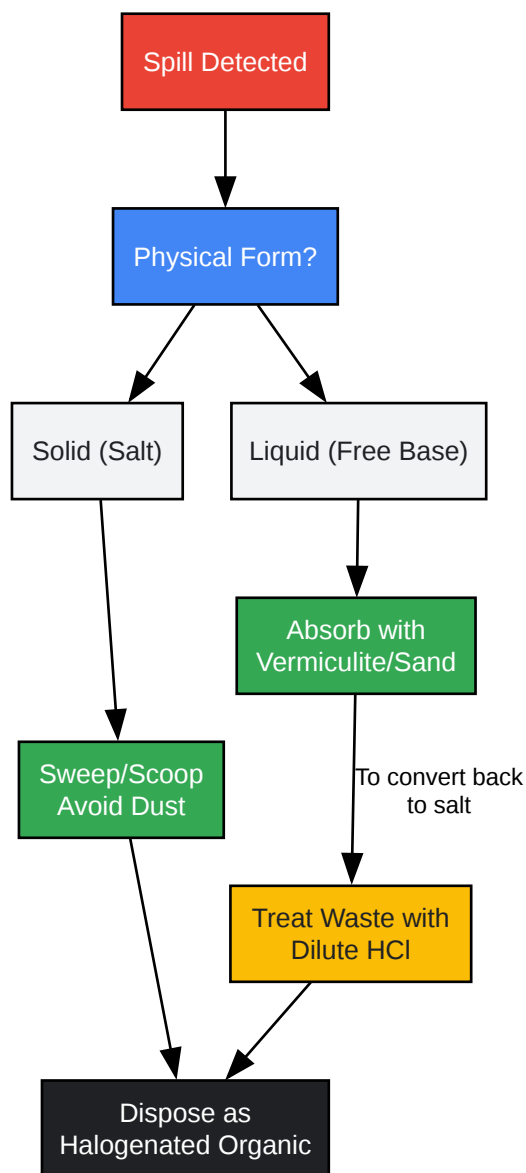 Spill Detected
Physical Form?
Solid (Salt)
Liquid (Free Base)
Absorb with
Vermiculite/Sand
Sweep/Scoop
Avoid Dust
To convert back
to salt
Treat Waste with
Dilute HCl
Dispose as
Halogenated Organic